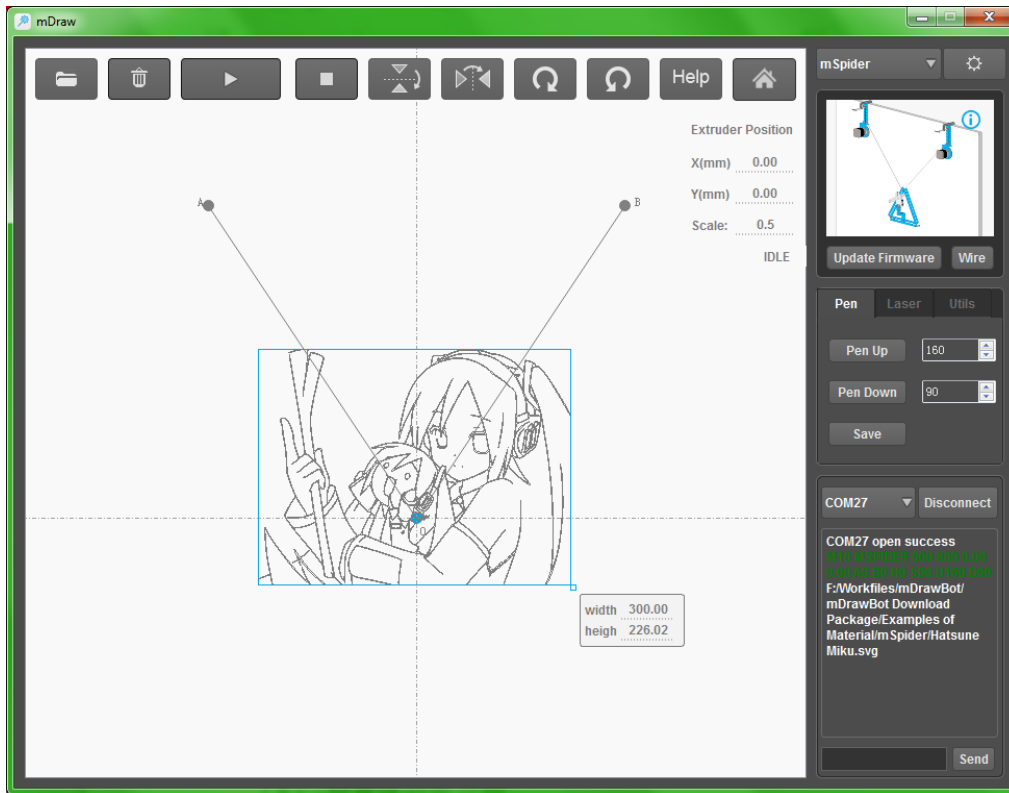 mDraw
Help
Extruder Position
X(mm) 0.00
Y(mm) 0.00
Scale: 0.5
IDLE
A
B
O
width 300.00
heigh 226.02
mSpider
Update Firmware Wire
Pen Laser Utils
Pen Up 160
Pen Down 90
Save
COM27 Disconnect
COM27 open success
F:/Workfiles/mDrawBot/
mDrawBot Download
Package/Examples of
Material/mSpider/Hatsune
Miku.svg
Send